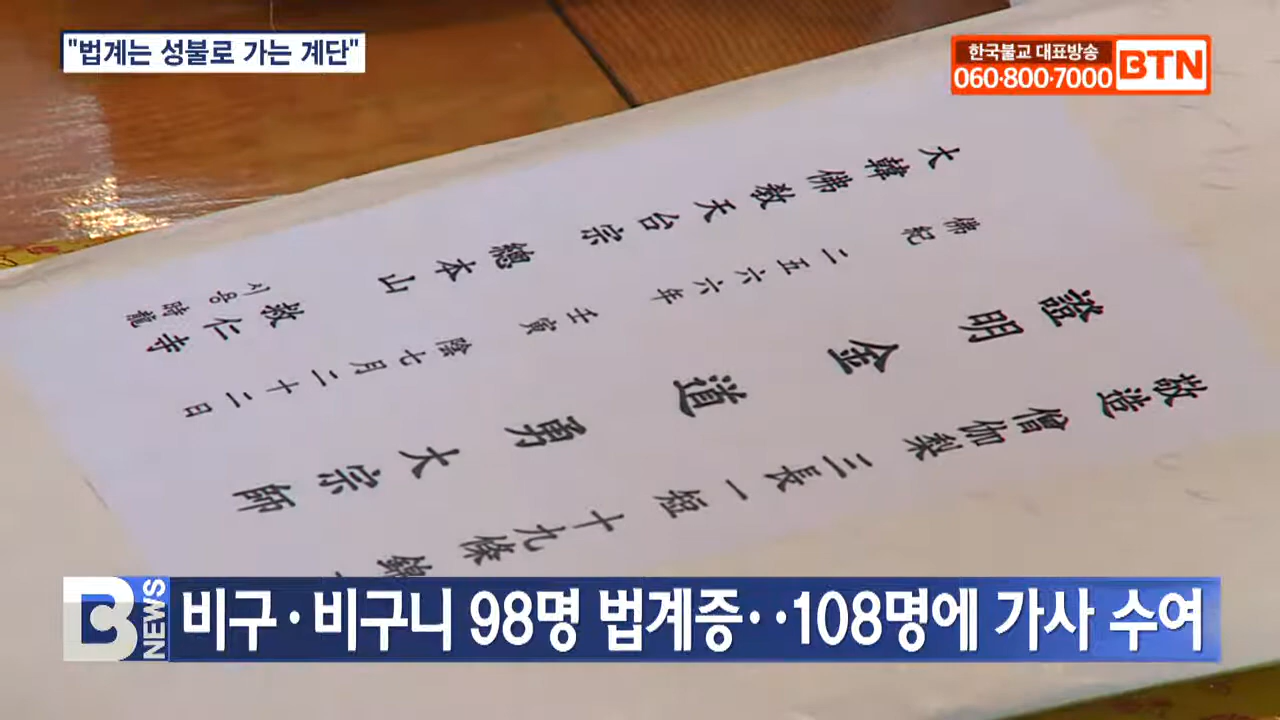 "법계는 성불로 가는 계단"
한국불교 대표방송
060·800·7000
BTN
敬造 僧伽梨 三長一短 十九條 錦
證明 金道勇大宗師
佛紀 二五六六年 壬寅 陰七月二十二日
大韓佛教天台宗 總本山 救仁寺
시용
時龍
B NEWS
비구·비구니 98명 법계증··108명에 가사 수여